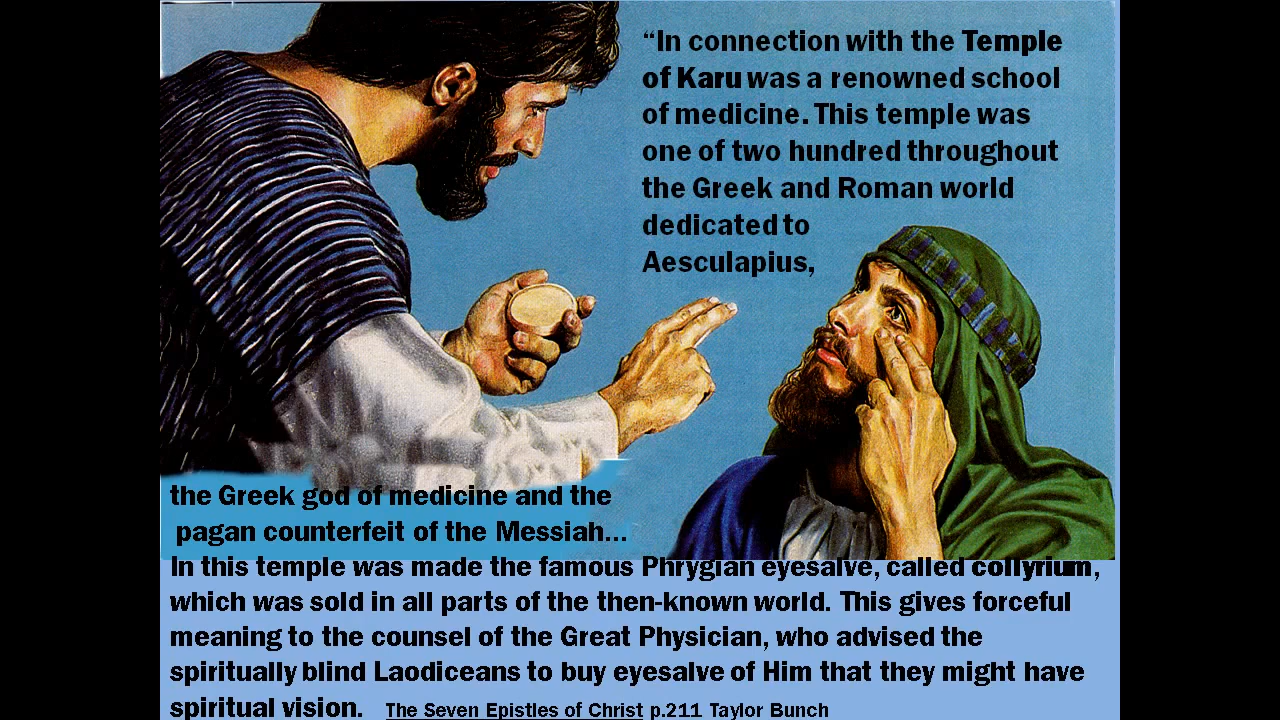 “In connection with the Temple
of Karu was a renowned school
of medicine. This temple was
one of two hundred throughout
the Greek and Roman world
dedicated to
Aesculapius,
the Greek god of medicine and the
pagan counterfeit of the Messiah...
In this temple was made the famous Phrygian eyesalve, called collyrium,
which was sold in all parts of the then-known world. This gives forceful
meaning to the counsel of the Great Physician, who advised the
spiritually blind Laodiceans to buy eyesalve of Him that they might have
spiritual vision. The Seven Epistles of Christ p.211 Taylor Bunch